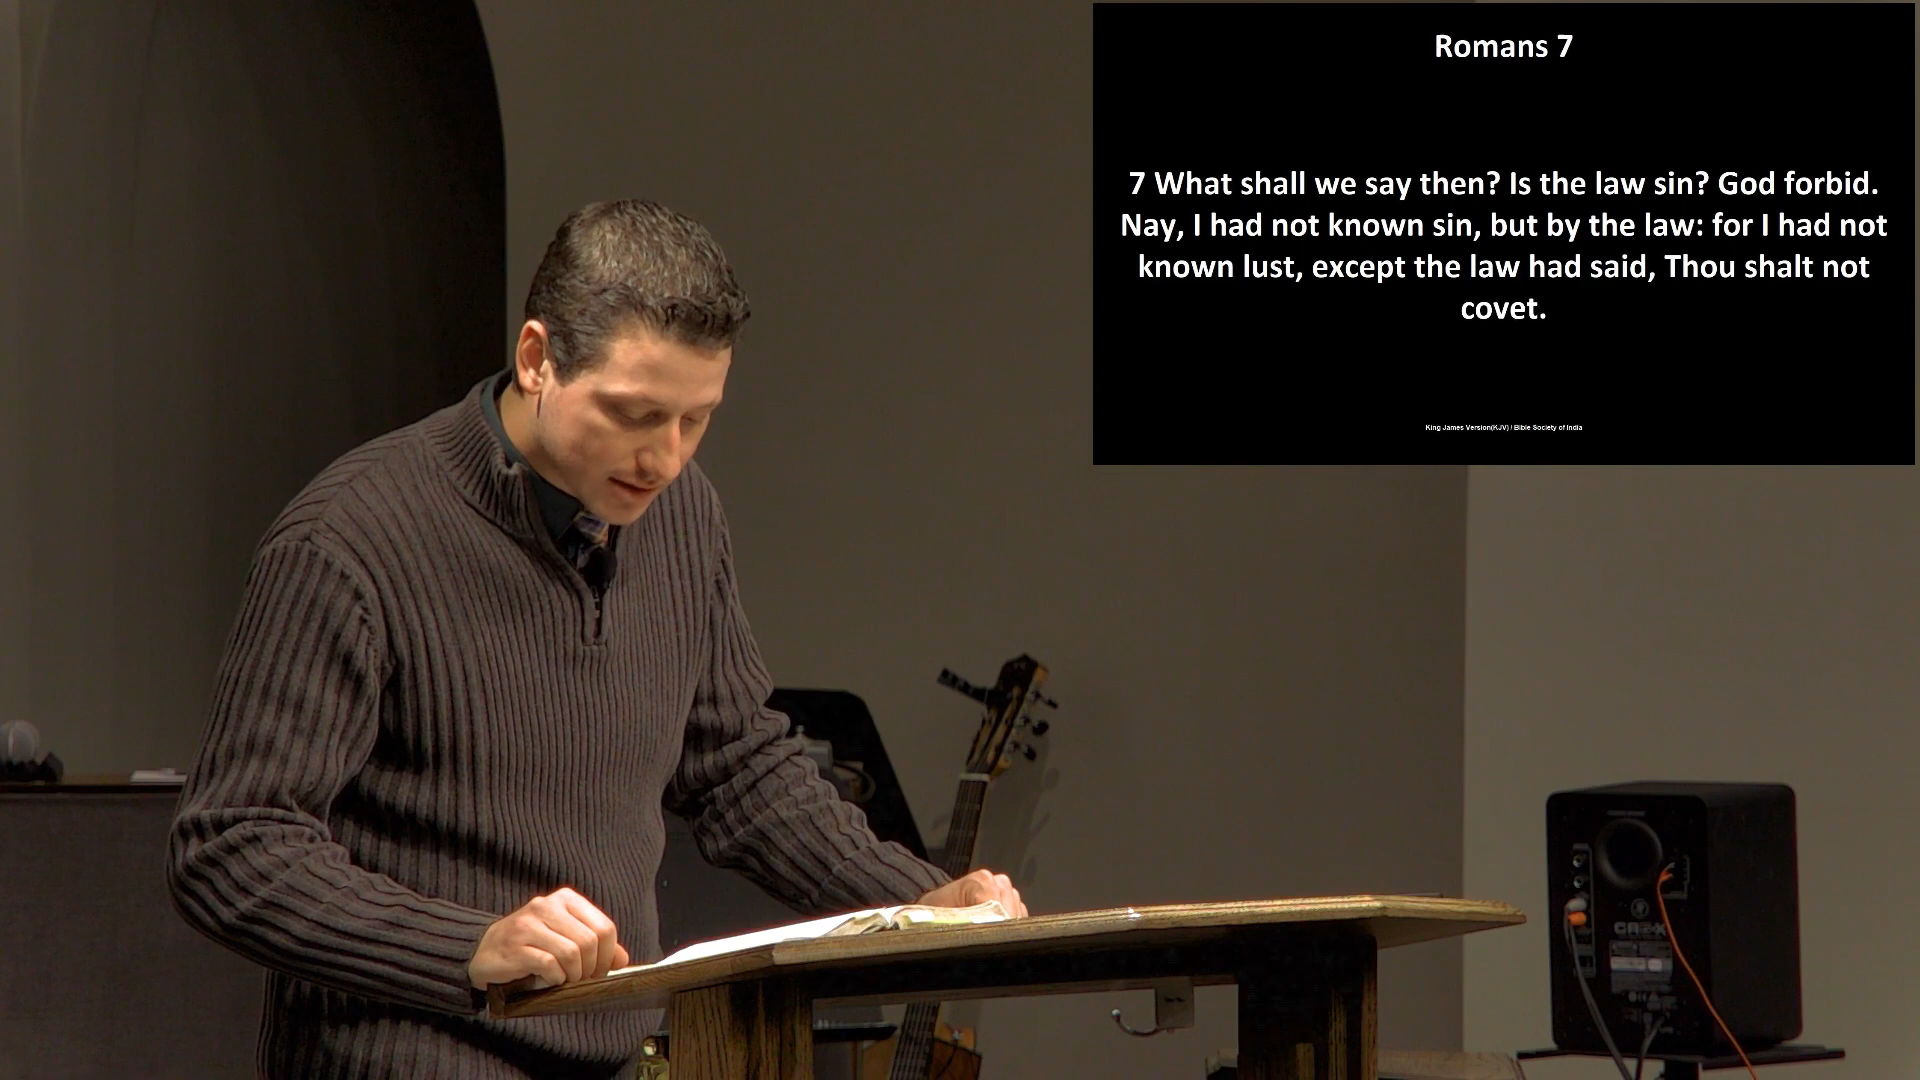 Romans 7
7 What shall we say then? Is the law sin? God forbid.
Nay, I had not known sin, but by the law: for I had not
known lust, except the law had said, Thou shalt not
covet.
King James Version(KJV) / Bible Society of India